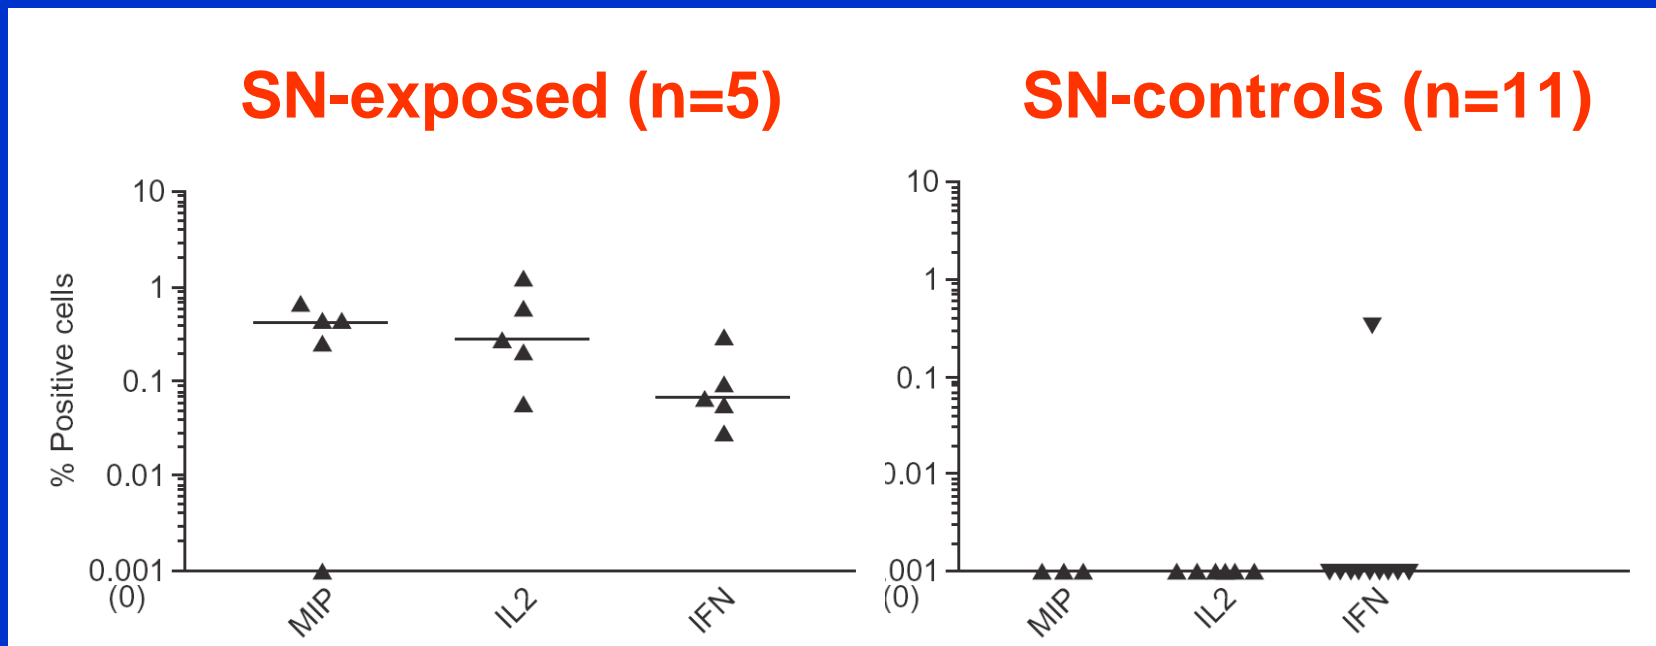 SN-exposed (n=5)
SN-controls (n=11)
% Positive cells
10
1
0.1
0.01
0.001
(0)
MIP
IL2
IFN
10
1
0.1
0.01
.001
(0)
MIP
IL2
IFN